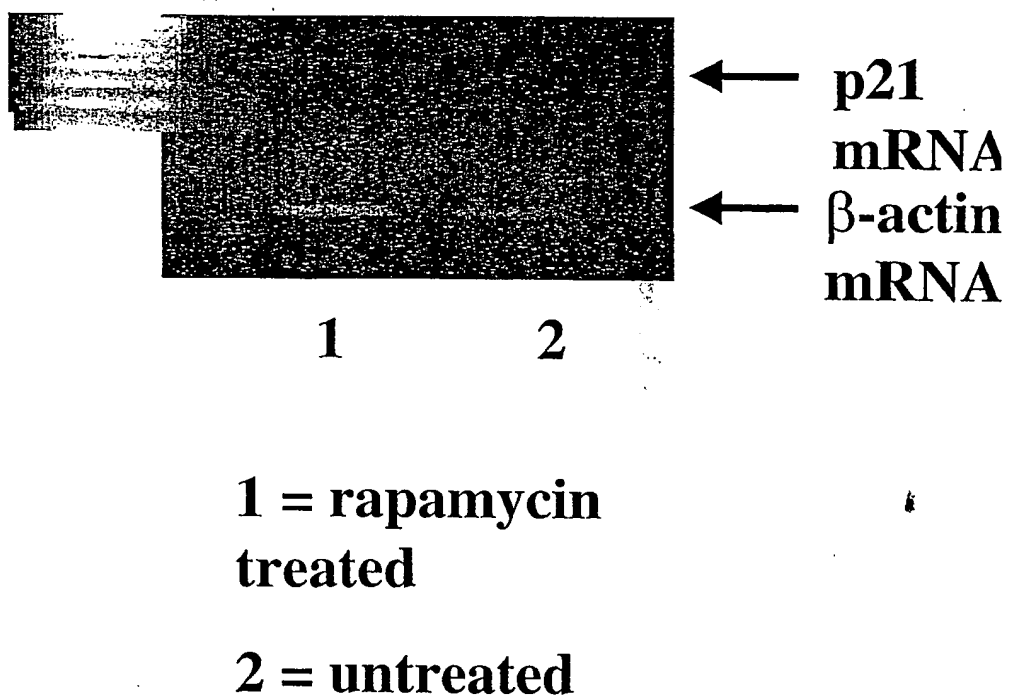 p21
mRNA
β-actin
mRNA
1 2
1 = rapamycin
treated
2 = untreated